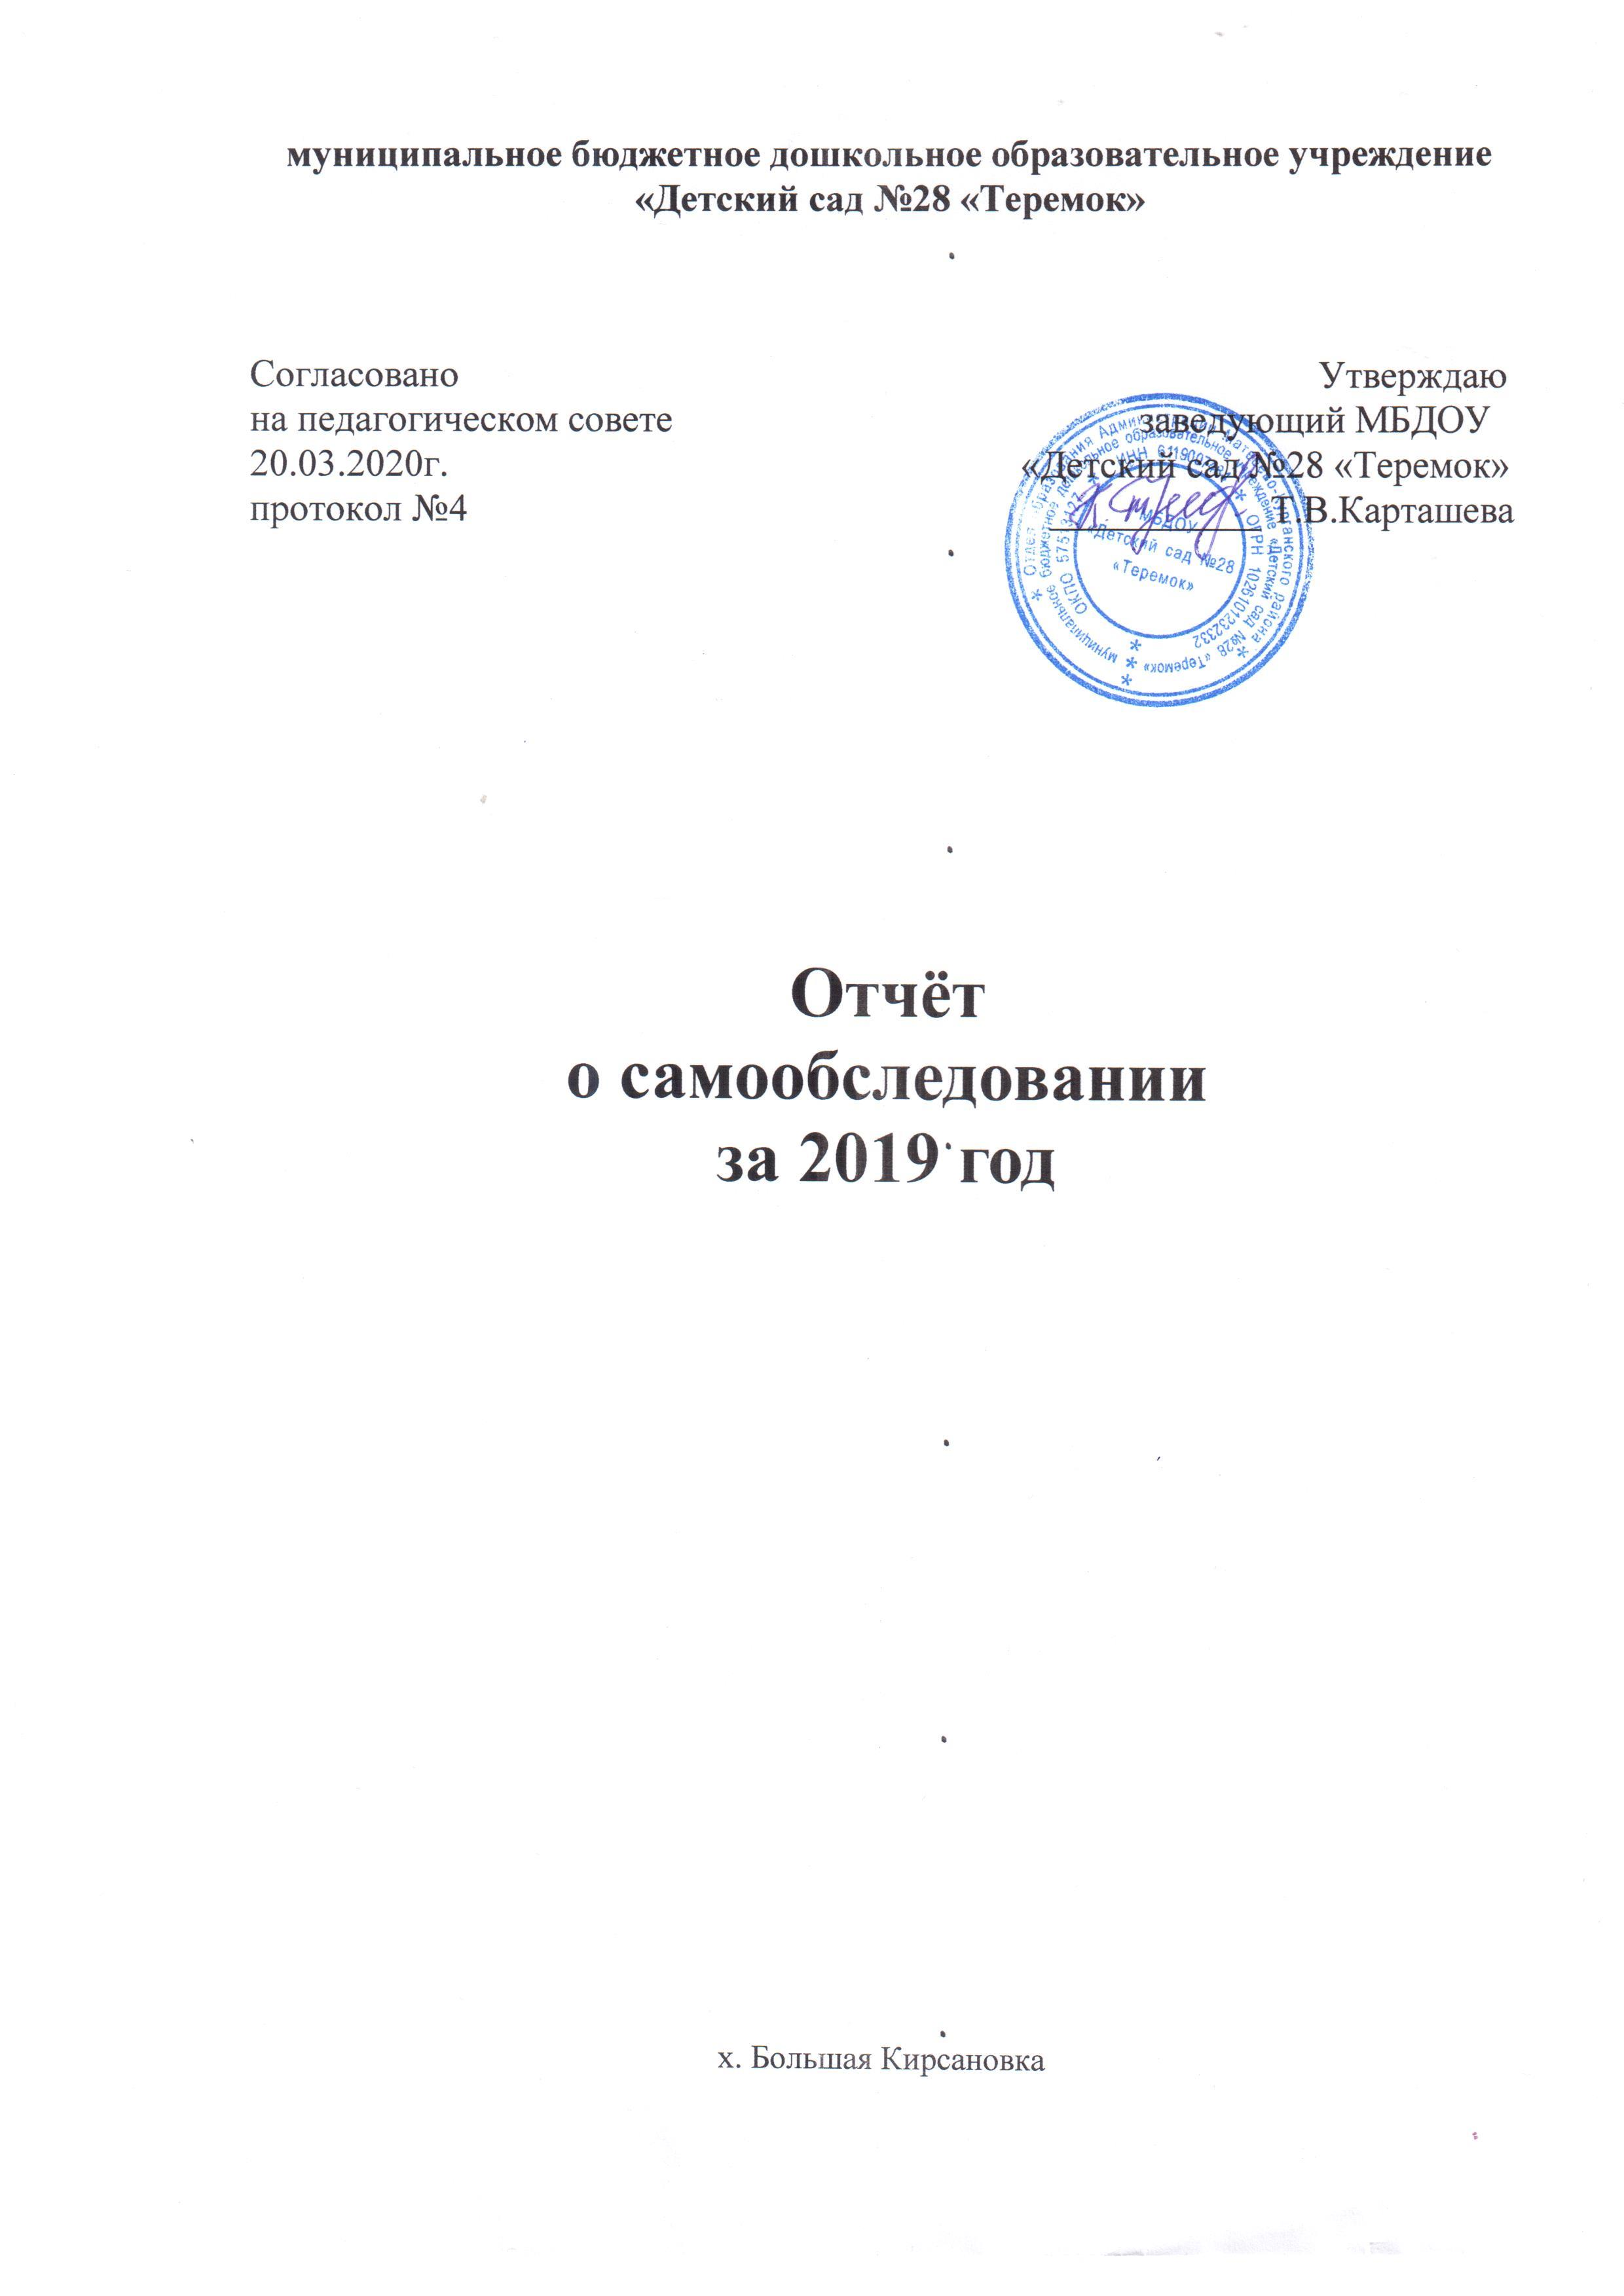 муниципальное бюджетное дошкольное образовательное учреждение
«Детский сад №28 «Теремок»
Согласовано
на педагогическом совете
20.03.2020г.
протокол №4
Утверждаю
заведующий МБДОУ
«Детский сад №28 «Теремок»
Т.В.Карташева
МБДОУ
«Детский сад №28
«Теремок»
ОГРН 1026101232332
Отчёт
о самообследовании
за 2019 год
х. Большая Кирсановка